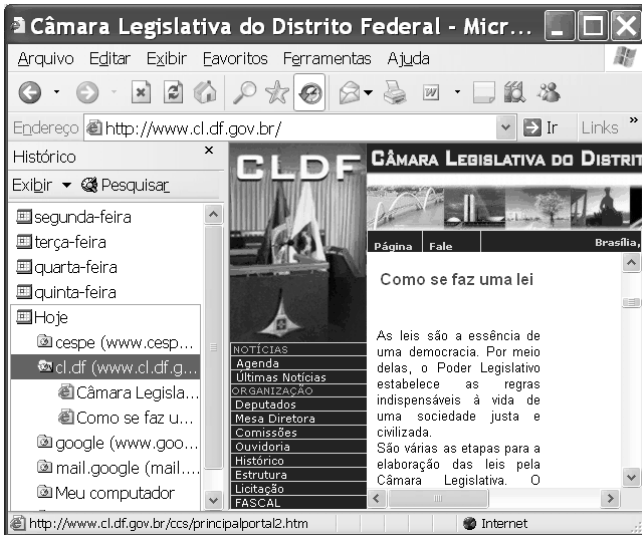 Câmara Legislativa do Distrito Federal - Micr...
Arquivo Editar Exibir Favoritos Ferramentas Ajuda
Endereço http://www.cl.df.gov.br/ Ir Links »
Histórico ×
Exibir Pesquisar
segunda-feira
terça-feira
quarta-feira
quinta-feira
Hoje
cespe (www.cesp...
cl.df (www.cl.df.g...
Câmara Legisla...
Como se faz u...
google (www.goo...
mail.google (mail....
Meu computador
CLDF
NOTÍCIAS
Agenda
Últimas Notícias
ORGANIZAÇÃO
Deputados
Mesa Diretora
Comissões
Ouvidoria
Histórico
Estrutura
Licitação
FASCAL
CÂMARA LEGISLATIVA DO DISTRIT
Página Fale Brasília,
Como se faz uma lei
As leis são a essência de
uma democracia. Por meio
delas, o Poder Legislativo
estabelece as regras
indispensáveis à vida de
uma sociedade justa e
civilizada.
São várias as etapas para a
elaboração das leis pela
Câmara Legislativa. O
http://www.cl.df.gov.br/ccs/principalportal2.htm Internet